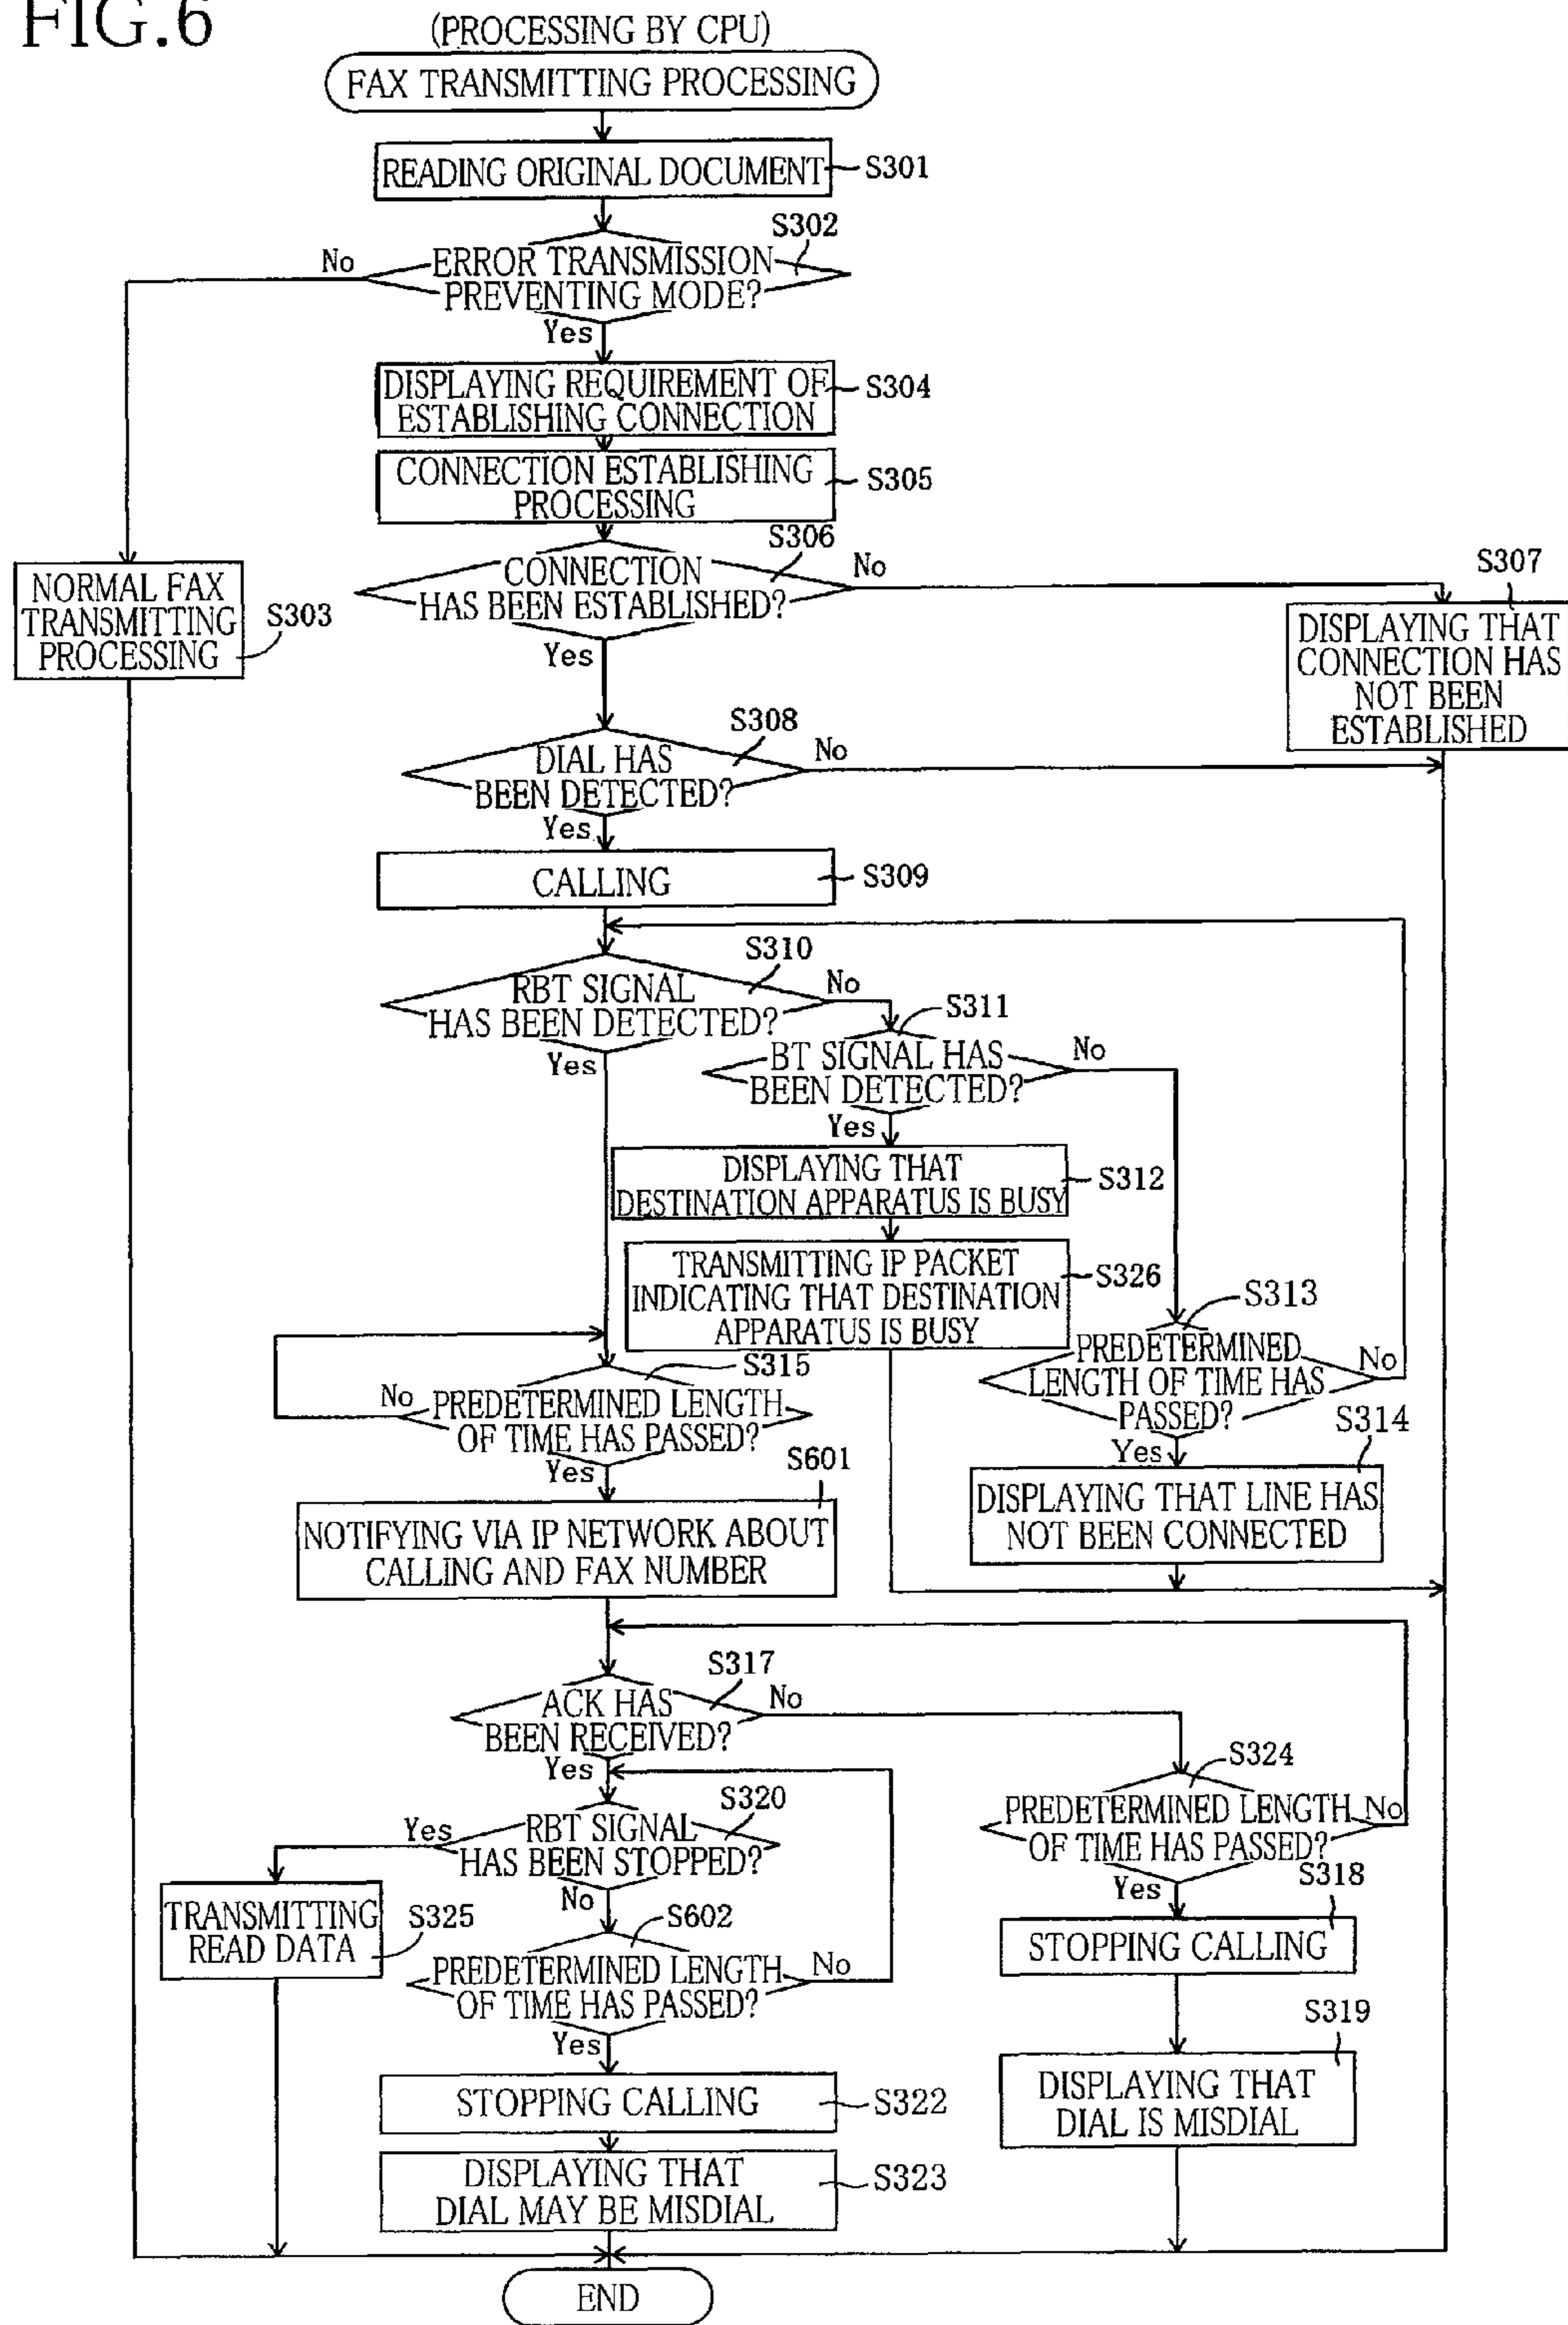 FIG.6
(PROCESSING BY CPU)
FAX TRANSMITTING PROCESSING
READING ORIGINAL DOCUMENT
S301
S302
No
ERROR TRANSMISSION
PREVENTING MODE?
Yes
DISPLAYING REQUIREMENT OF
ESTABLISHING CONNECTION
S304
CONNECTION ESTABLISHING
PROCESSING
S305
S306
CONNECTION
HAS BEEN ESTABLISHED?
No
Yes
NORMAL FAX
TRANSMITTING
PROCESSING
S303
S307
DISPLAYING THAT
CONNECTION HAS
NOT BEEN
ESTABLISHED
S308
DIAL HAS
BEEN DETECTED?
No
Yes
CALLING
S309
S310
RBT SIGNAL
HAS BEEN DETECTED?
No
Yes
S311
BT SIGNAL HAS
BEEN DETECTED?
No
Yes
DISPLAYING THAT
DESTINATION APPARATUS IS BUSY
S312
TRANSMITTING IP PACKET
INDICATING THAT DESTINATION
APPARATUS IS BUSY
S326
S313
PREDETERMINED
LENGTH OF TIME HAS
PASSED?
No
Yes
S314
DISPLAYING THAT LINE HAS
NOT BEEN CONNECTED
S315
No
PREDETERMINED LENGTH
OF TIME HAS PASSED?
Yes
S601
NOTIFYING VIA IP NETWORK ABOUT
CALLING AND FAX NUMBER
S317
ACK HAS
BEEN RECEIVED?
No
Yes
S324
PREDETERMINED LENGTH
OF TIME HAS PASSED?
No
Yes
S318
STOPPING CALLING
S319
DISPLAYING THAT
DIAL IS MISDIAL
S320
Yes
RBT SIGNAL
HAS BEEN STOPPED?
No
TRANSMITTING
READ DATA
S325
S602
PREDETERMINED LENGTH
OF TIME HAS PASSED?
No
Yes
STOPPING CALLING
S322
DISPLAYING THAT
DIAL MAY BE MISDIAL
S323
END